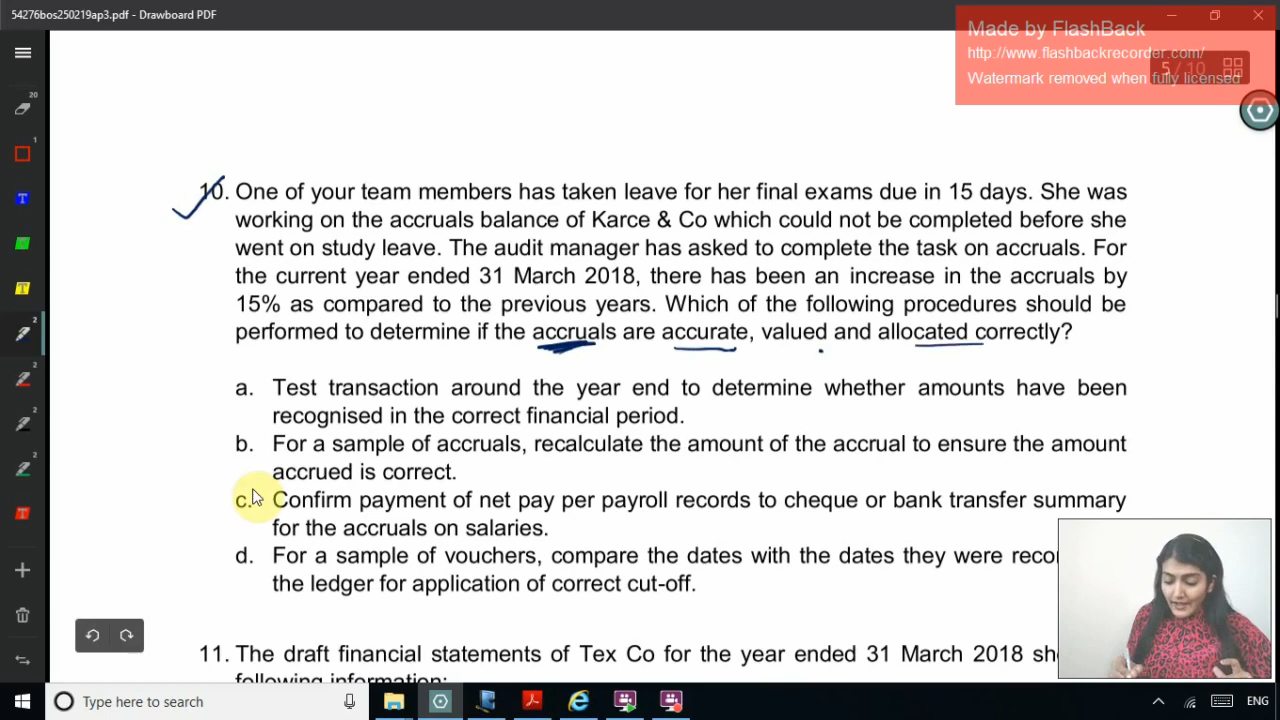 54276bos250219ap3.pdf - Drawboard PDF
Made by FlashBack
http://www.flashbackrecorder.com/
Watermark removed when fully licensed
5 / 10
20
1
T
T
2
2
2
2
T
10. One of your team members has taken leave for her final exams due in 15 days. She was
working on the accruals balance of Karce & Co which could not be completed before she
went on study leave. The audit manager has asked to complete the task on accruals. For
the current year ended 31 March 2018, there has been an increase in the accruals by
15% as compared to the previous years. Which of the following procedures should be
performed to determine if the accruals are accurate, valued and allocated correctly?
a. Test transaction around the year end to determine whether amounts have been
recognised in the correct financial period.
b. For a sample of accruals, recalculate the amount of the accrual to ensure the amount
accrued is correct.
c. Confirm payment of net pay per payroll records to cheque or bank transfer summary
for the accruals on salaries.
d. For a sample of vouchers, compare the dates with the dates they were
the ledger for application of correct cut-off.
11. The draft financial statements of Tex Co for the year ended 31 March 2018
following information:
Type here to search
ENG